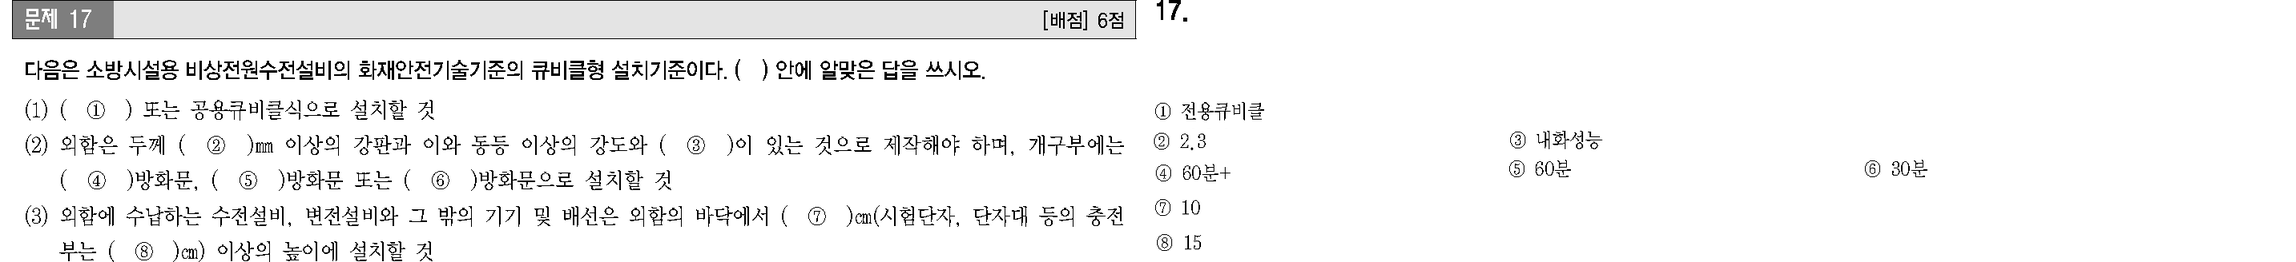 문제 17 [배점] 6점
다음은 소방시설용 비상전원수전설비의 화재안전기술기준의 큐비클형 설치기준이다. ( ) 안에 알맞은 답을 쓰시오.
(1) ( ① ) 또는 공용큐비클식으로 설치할 것
(2) 외함은 두께 ( ② )㎜ 이상의 강판과 이와 동등 이상의 강도와 ( ③ )이 있는 것으로 제작해야 하며, 개구부에는
( ④ )방화문, ( ⑤ )방화문 또는 ( ⑥ )방화문으로 설치할 것
(3) 외함에 수납하는 수전설비, 변전설비와 그 밖의 기기 및 배선은 외함의 바닥에서 ( ⑦ )㎝(시험단자, 단자대 등의 충전
부는 ( ⑧ )㎝) 이상의 높이에 설치할 것
17.
① 전용큐비클
② 2.3 ③ 내화성능
④ 60분+ ⑤ 60분 ⑥ 30분
⑦ 10
⑧ 15